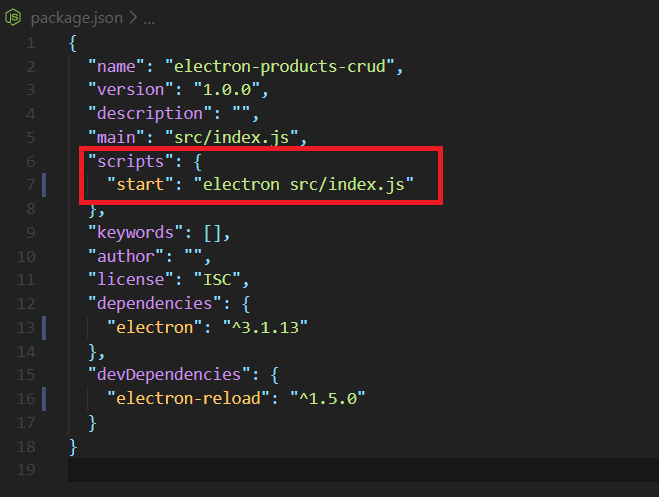 package.json > ...
1 {
2 "name": "electron-products-crud",
3 "version": "1.0.0",
4 "description": "",
5 "main": "src/index.js",
6 "scripts": {
7 "start": "electron src/index.js"
8 },
9 "keywords": [],
10 "author": "",
11 "license": "ISC",
12 "dependencies": {
13 "electron": "^3.1.13"
14 },
15 "devDependencies": {
16 "electron-reload": "^1.5.0"
17 }
18 }
19